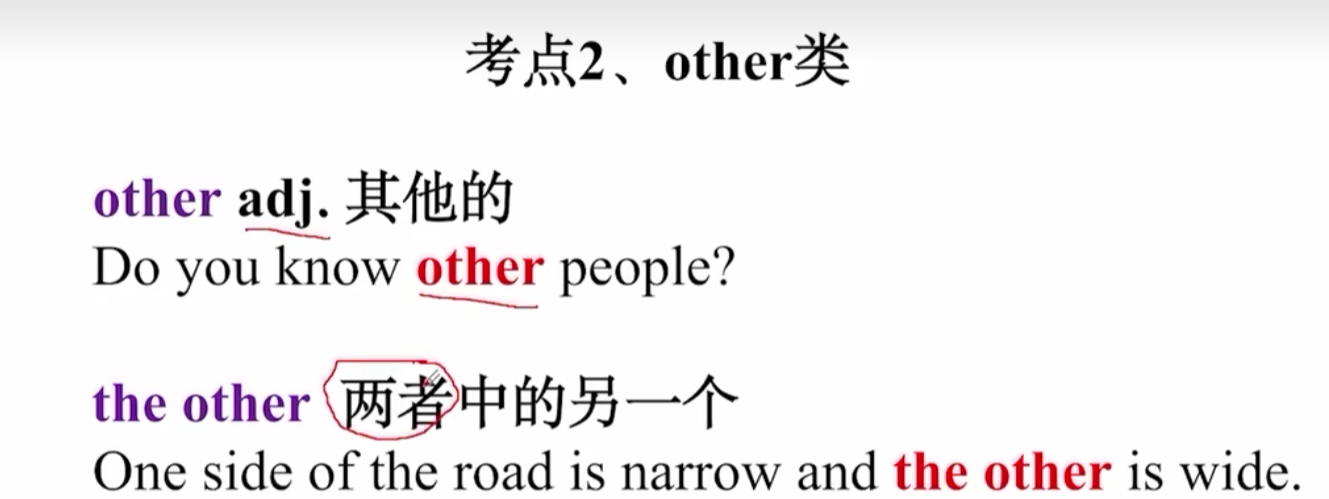 考点2、other类
other adj. 其他的
Do you know other people?
the other 两者中的另一个
One side of the road is narrow and the other is wide.